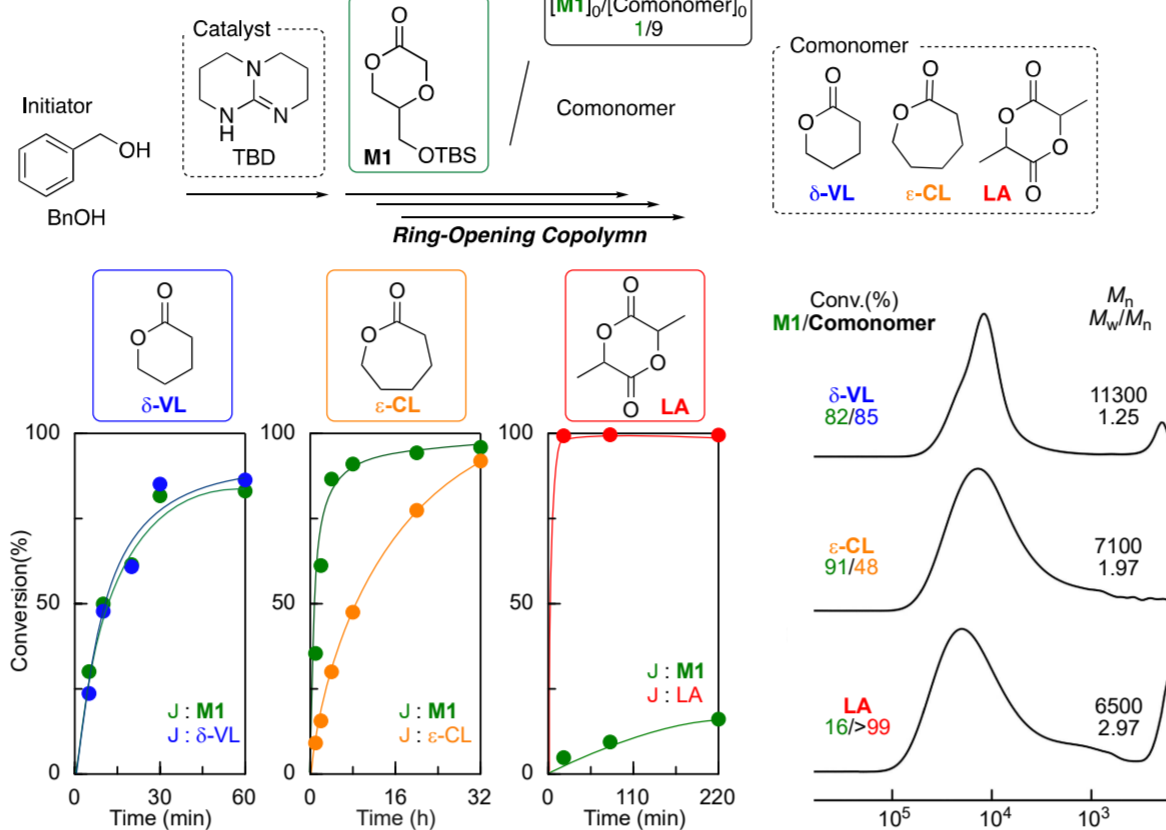 [M1]0/[Comonomer]0
1/9
Catalyst
N
N
H
N
TBD
O
O
O
OTBS
M1
Comonomer
Initiator
OH
BnOH
Comonomer
O
O
δ-VL
O
O
ε-CL
O
O
O
O
LA
Ring-Opening Copolymn
O
O
δ-VL
O
O
ε-CL
O
O
O
O
LA
Conv.(%)
M1/Comonomer
Mn
Mw/Mn
δ-VL
82/85
11300
1.25
ε-CL
91/48
7100
1.97
LA
16/>99
6500
2.97
10^5
10^4
10^3
Conversion(%)
100
50
0
J : M1
J : δ-VL
0
30
60
Time (min)
100
50
0
J : M1
J : ε-CL
0
16
32
Time (h)
100
50
0
J : M1
J : LA
0
110
220
Time (min)